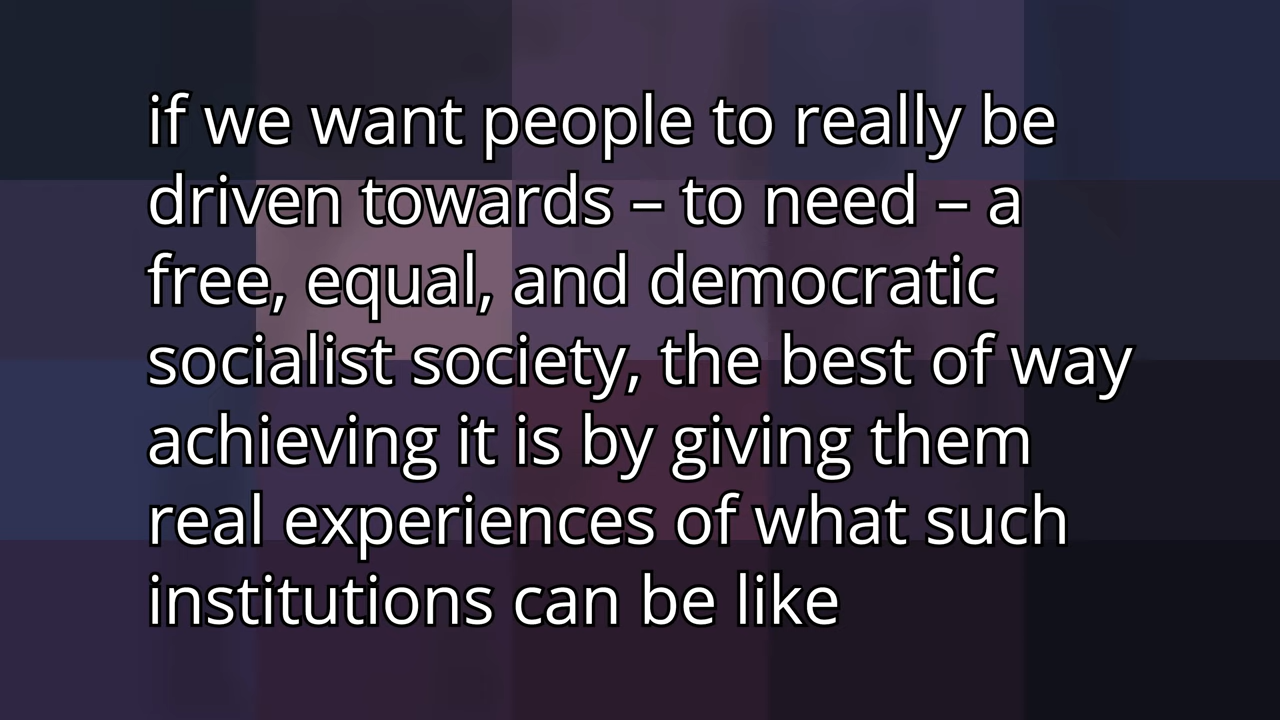 if we want people to really be
driven towards – to need – a
free, equal, and democratic
socialist society, the best of way
achieving it is by giving them
real experiences of what such
institutions can be like